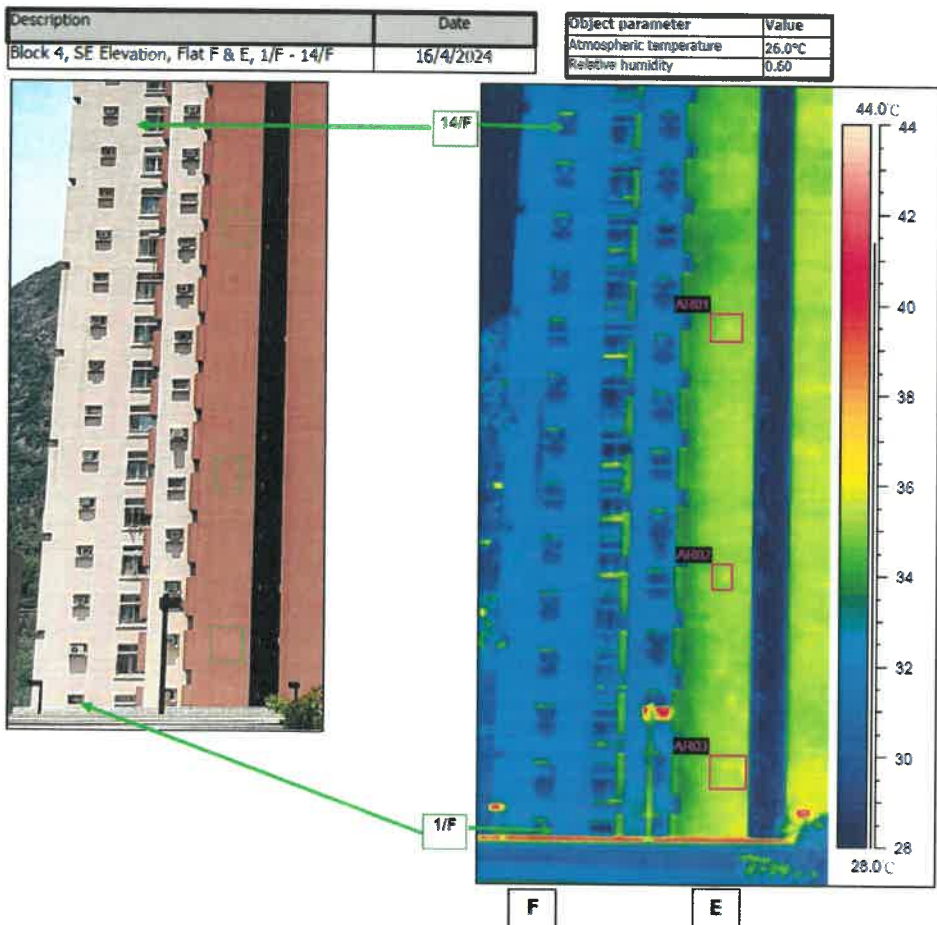 Description Date
Block 4, SE Elevation, Flat F & E, 1/F - 14/F 16/4/2024
Object parameter Value
Atmospheric temperature 26.0°C
Relative humidity 0.60
14/F
44.0°C
44
42
AR01
40
38
36
AR02
34
32
AR03
30
1/F
28
28.0°C
F E